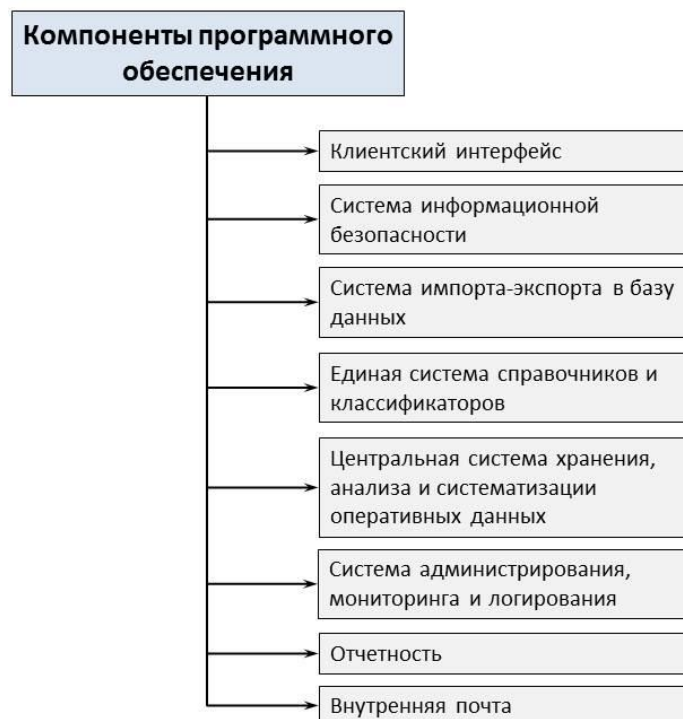 Компоненты программного
обеспечения
Клиентский интерфейс
Система информационной
безопасности
Система импорта-экспорта в базу
данных
Единая система справочников и
классификаторов
Центральная система хранения,
анализа и систематизации
оперативных данных
Система администрирования,
мониторинга и логирования
Отчетность
Внутренняя почта